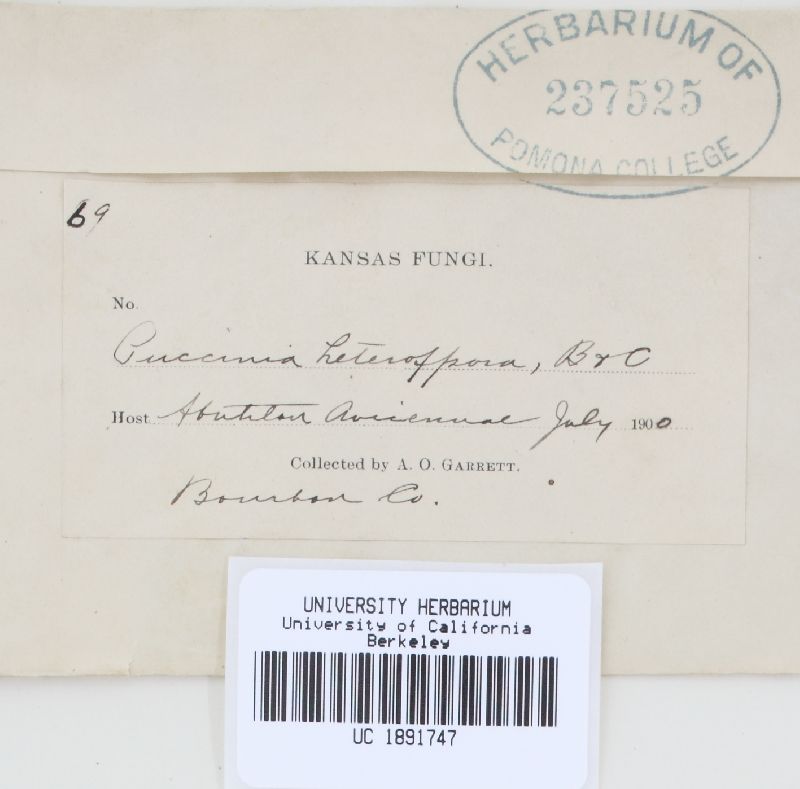 HERBARIUM OF
237525
POMONA COLLEGE
69
KANSAS FUNGI.
No.
Puccinia heterospora, B & C
Host Abutilon Avicennae July 1900
Collected by A. O. GARRETT.
Bourbon Co.
UNIVERSITY HERBARIUM
University of California
Berkeley
UC 1891747